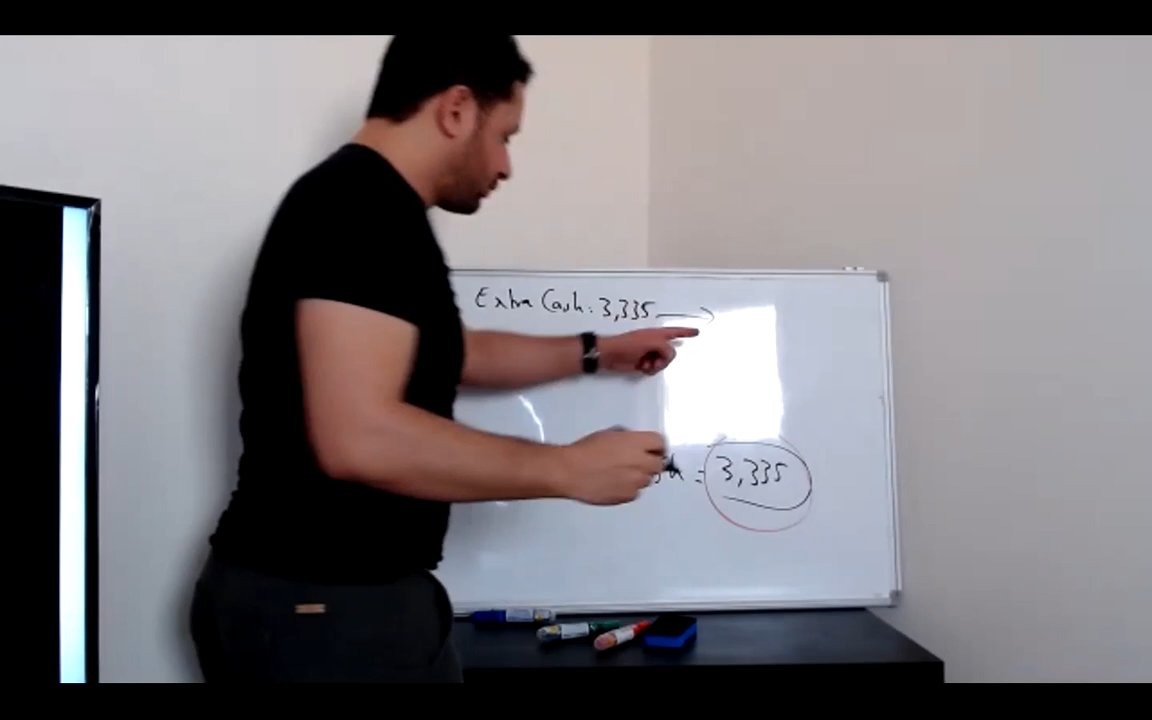 Extra Cash: 3,335 →
= 3,335